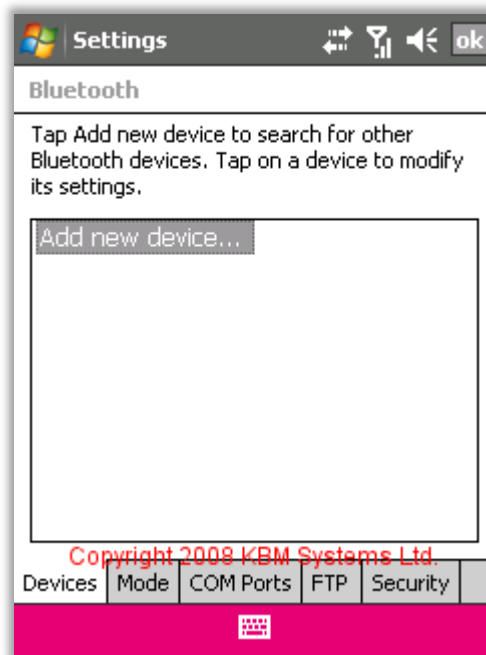 Settings
ok
Bluetooth
Tap Add new device to search for other
Bluetooth devices. Tap on a device to modify
its settings.
Add new device...
Copyright 2008 KBM Systems Ltd.
Devices Mode COM Ports FTP Security